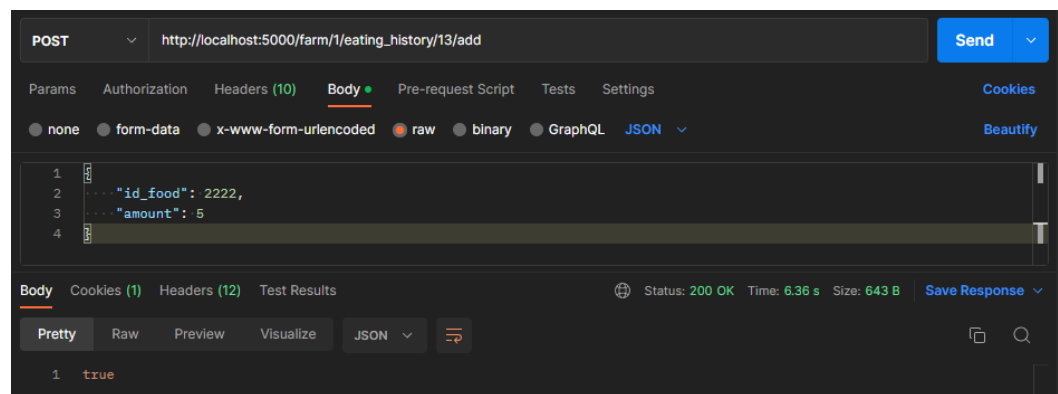 POST http://localhost:5000/farm/1/eating_history/13/add Send
Params Authorization Headers (10) Body Pre-request Script Tests Settings Cookies
none form-data x-www-form-urlencoded raw binary GraphQL JSON Beautify
1 {
2 "id_food": 2222,
3 "amount": 5
4 }
Body Cookies (1) Headers (12) Test Results Status: 200 OK Time: 6.36 s Size: 643 B Save Response
Pretty Raw Preview Visualize JSON
1 true